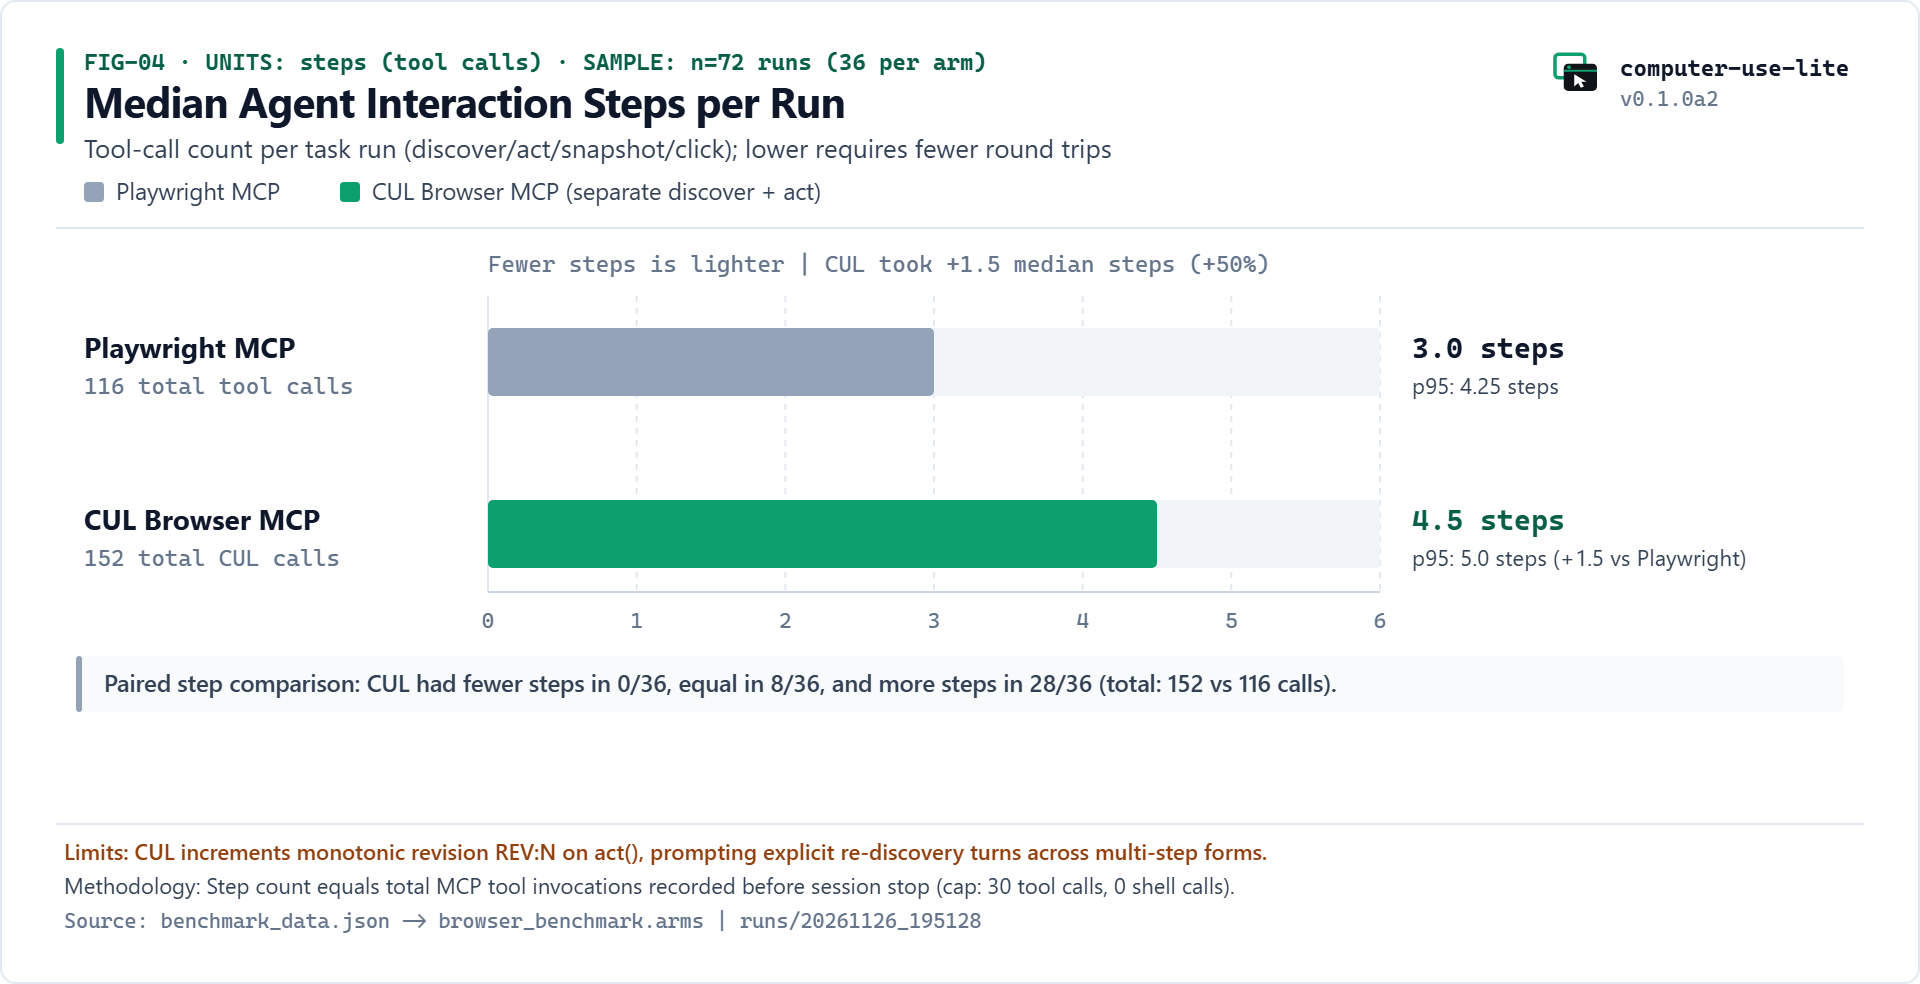 FIG-04 · UNITS: steps (tool calls) · SAMPLE: n=72 runs (36 per arm)
computer-use-lite
v0.1.0a2
Median Agent Interaction Steps per Run
Tool-call count per task run (discover/act/snapshot/click); lower requires fewer round trips
Playwright MCP
CUL Browser MCP (separate discover + act)
Fewer steps is lighter | CUL took +1.5 median steps (+50%)
Playwright MCP
116 total tool calls
3.0 steps
p95: 4.25 steps
CUL Browser MCP
152 total CUL calls
4.5 steps
p95: 5.0 steps (+1.5 vs Playwright)
0 1 2 3 4 5 6
Paired step comparison: CUL had fewer steps in 0/36, equal in 8/36, and more steps in 28/36 (total: 152 vs 116 calls).
Limits: CUL increments monotonic revision REV:N on act(), prompting explicit re-discovery turns across multi-step forms.
Methodology: Step count equals total MCP tool invocations recorded before session stop (cap: 30 tool calls, 0 shell calls).
Source: benchmark_data.json → browser_benchmark.arms | runs/20261126_195128